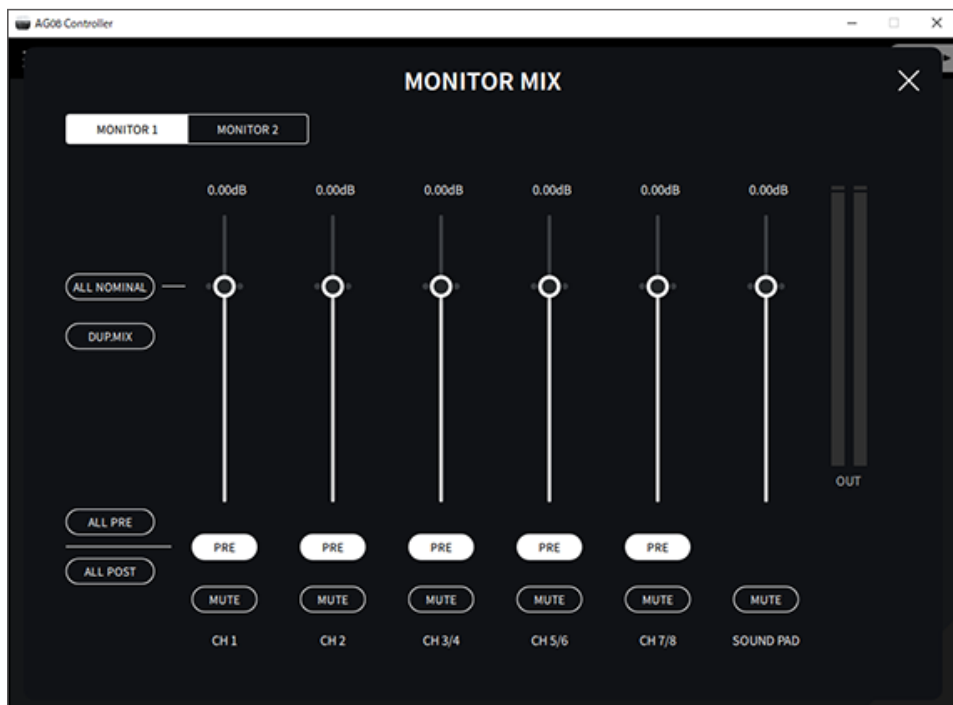 AG08 Controller
MONITOR MIX
MONITOR 1 MONITOR 2
0.00dB 0.00dB 0.00dB 0.00dB 0.00dB 0.00dB
ALL NOMINAL
DUP.MIX
OUT
ALL PRE
PRE PRE PRE PRE PRE
ALL POST
MUTE MUTE MUTE MUTE MUTE MUTE
CH 1 CH 2 CH 3/4 CH 5/6 CH 7/8 SOUND PAD